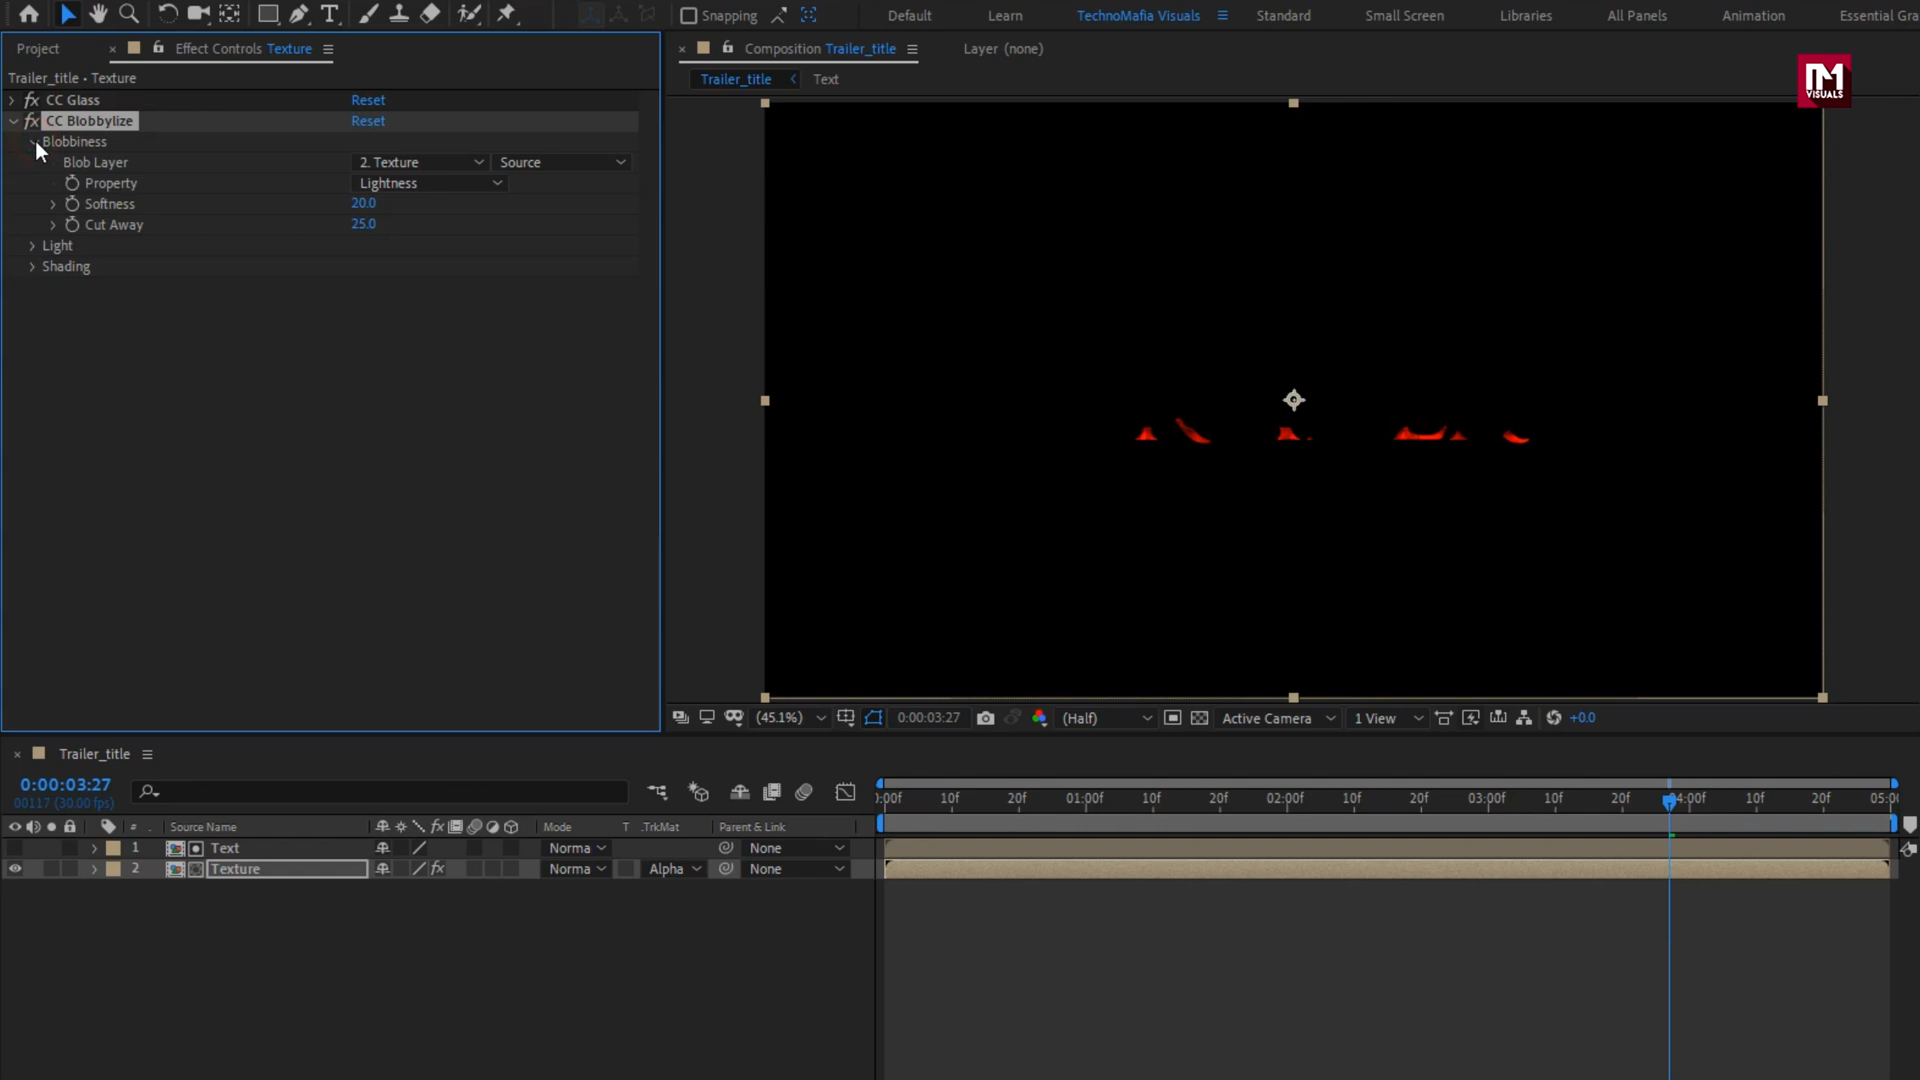 Snapping
Default
Learn
TechnoMafia Visuals
Standard
Small Screen
Libraries
All Panels
Animation
Essential Gra
Project
Effect Controls Texture
Composition Trailer_title
Layer (none)
Trailer_title • Texture
Trailer_title
Text
VISUALS
fx CC Glass Reset
fx CC Blobbylize Reset
Blobbiness
Blob Layer 2. Texture Source
Property Lightness
Softness 20.0
Cut Away 25.0
Light
Shading
(45.1%) 0:00:03:27 (Half) Active Camera 1 View +0.0
Trailer_title
0:00:03:27
00117 (30.00 fps)
:00f 10f 20f 01:00f 10f 20f 02:00f 10f 20f 03:00f 10f 20f 04:00f 10f 20f 05:00
# . Source Name fx Mode T .TrkMat Parent & Link
1 Text Norma None
2 Texture fx Norma Alpha None